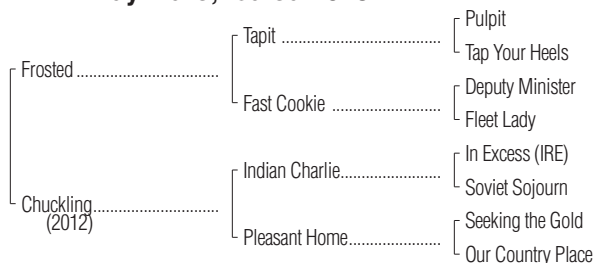 Pulpit
Tapit
Tap Your Heels
Frosted
Deputy Minister
Fast Cookie
Fleet Lady
In Excess (IRE)
Indian Charlie
Soviet Sojourn
Chuckling
(2012)
Seeking the Gold
Pleasant Home
Our Country Place